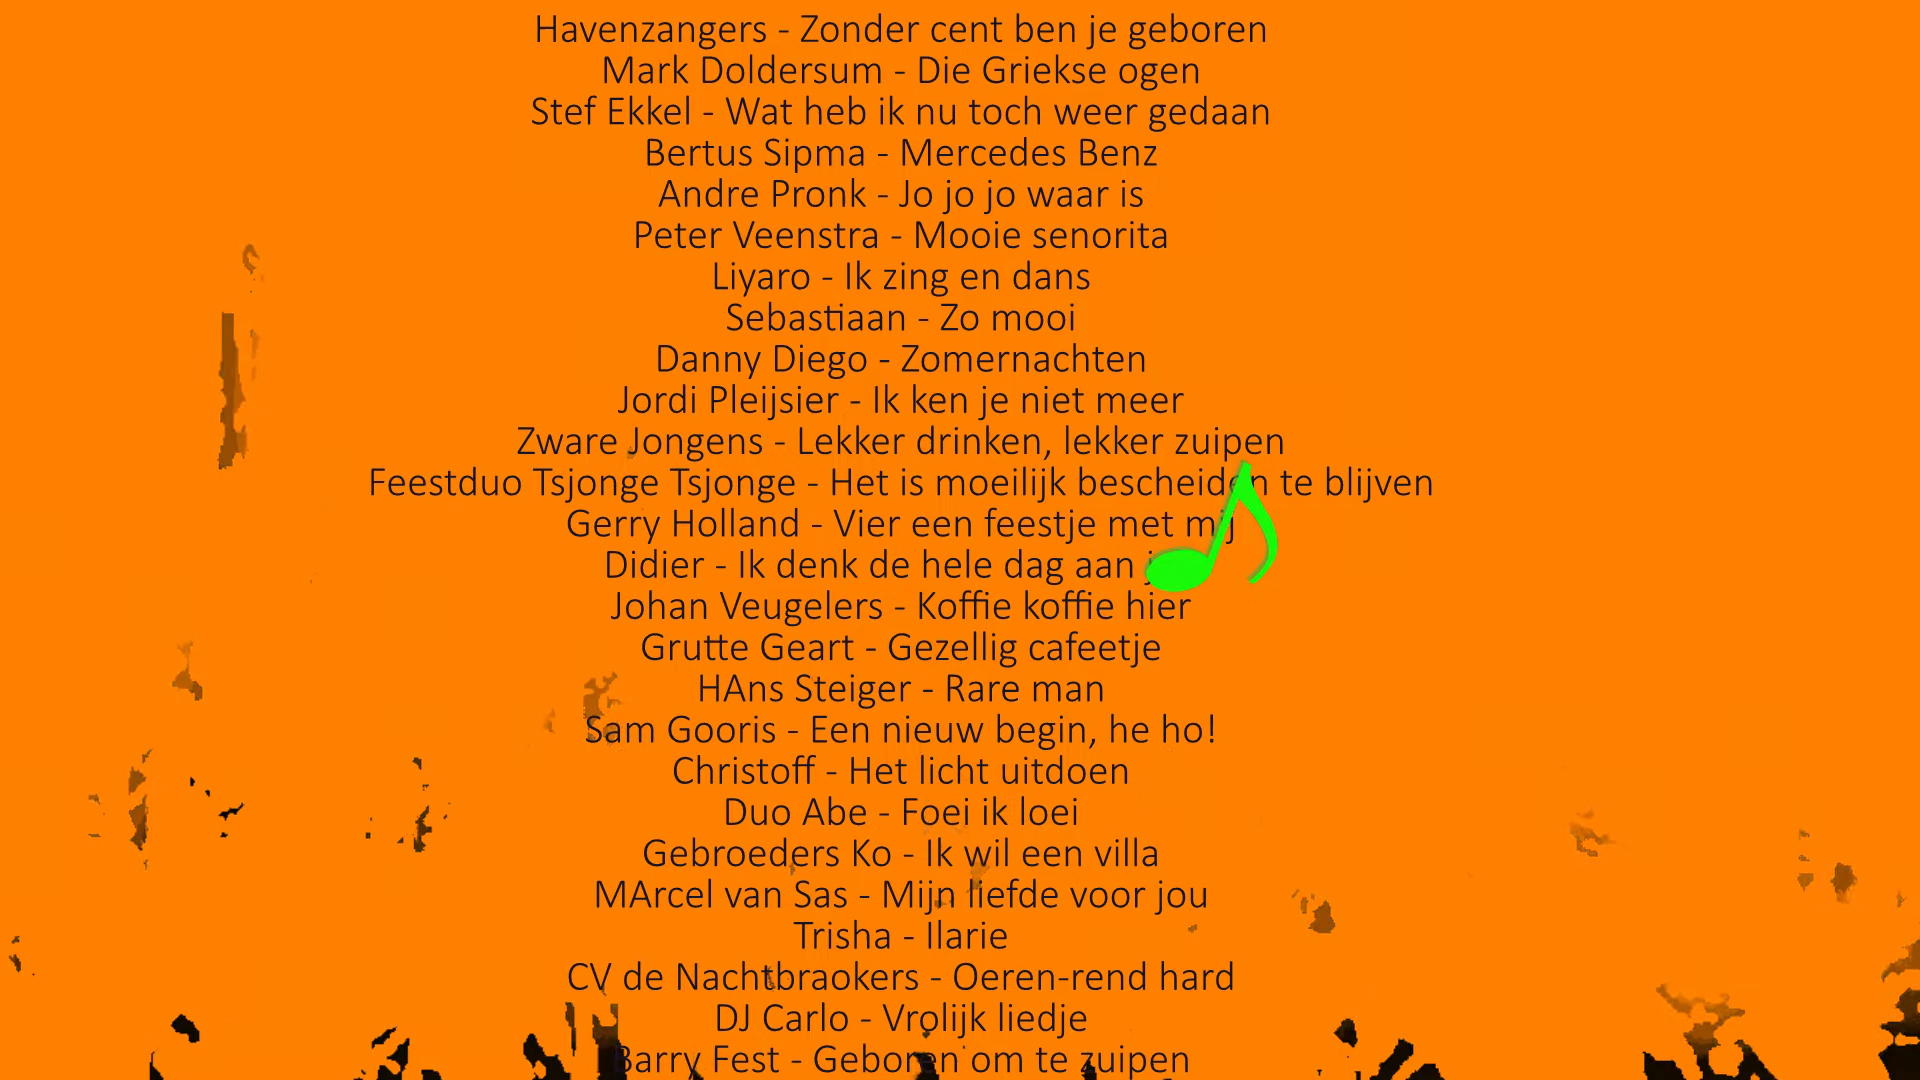 Havenzangers - Zonder cent ben je geboren
Mark Doldersum - Die Griekse ogen
Stef Ekkel - Wat heb ik nu toch weer gedaan
Bertus Sipma - Mercedes Benz
Andre Pronk - Jo jo jo waar is
Peter Veenstra - Mooie senorita
Liyaro - Ik zing en dans
Sebastiaan - Zo mooi
Danny Diego - Zomernachten
Jordi Pleijsier - Ik ken je niet meer
Zware Jongens - Lekker drinken, lekker zuipen
Feestduo Tsjonge Tsjonge - Het is moeilijk bescheiden te blijven
Gerry Holland - Vier een feestje met mij
Didier - Ik denk de hele dag aan
Johan Veugelers - Koffie koffie hier
Grutte Geart - Gezellig cafeetje
HAns Steiger - Rare man
Sam Gooris - Een nieuw begin, he ho!
Christoff - Het licht uitdoen
Duo Abe - Foei ik loei
Gebroeders Ko - Ik wil een villa
MArcel van Sas - Mijn liefde voor jou
Trisha - Ilarie
CV de Nachtbraokers - Oeren-rend hard
DJ Carlo - Vrolijk liedje
Barry Fest - Geboren om te zuipen